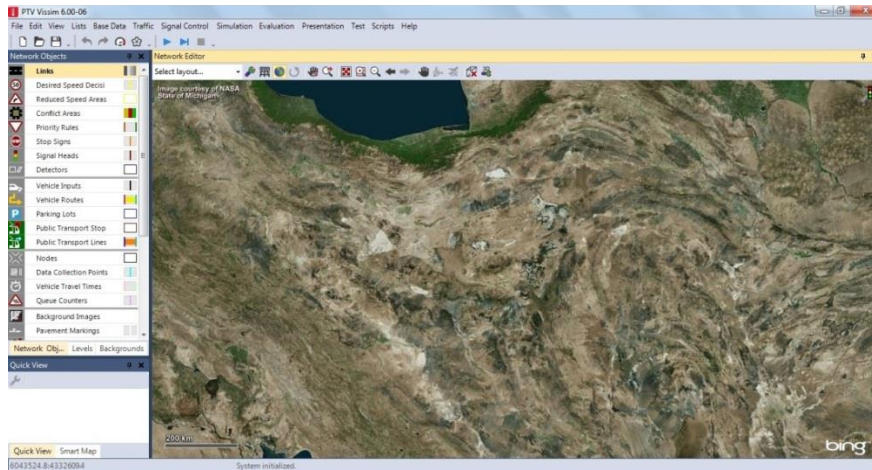 PTV Vissim 6.00-06
File Edit View Lists Base Data Traffic Signal Control Simulation Evaluation Presentation Test Scripts Help
Network Objects
Network Editor
Links
Select layout...
Desired Speed Decisi
Reduced Speed Areas
Conflict Areas
Priority Rules
Stop Signs
Signal Heads
Detectors
Vehicle Inputs
Vehicle Routes
Parking Lots
Public Transport Stop
Public Transport Lines
Nodes
Data Collection Points
Vehicle Travel Times
Queue Counters
Background Images
Pavement Markings
Network Obj... Levels Backgrounds
Quick View
Image courtesy of NASA
State of Michigan
200 km
bing
Quick View Smart Map
6043524.8:4332609.4 System initialized.